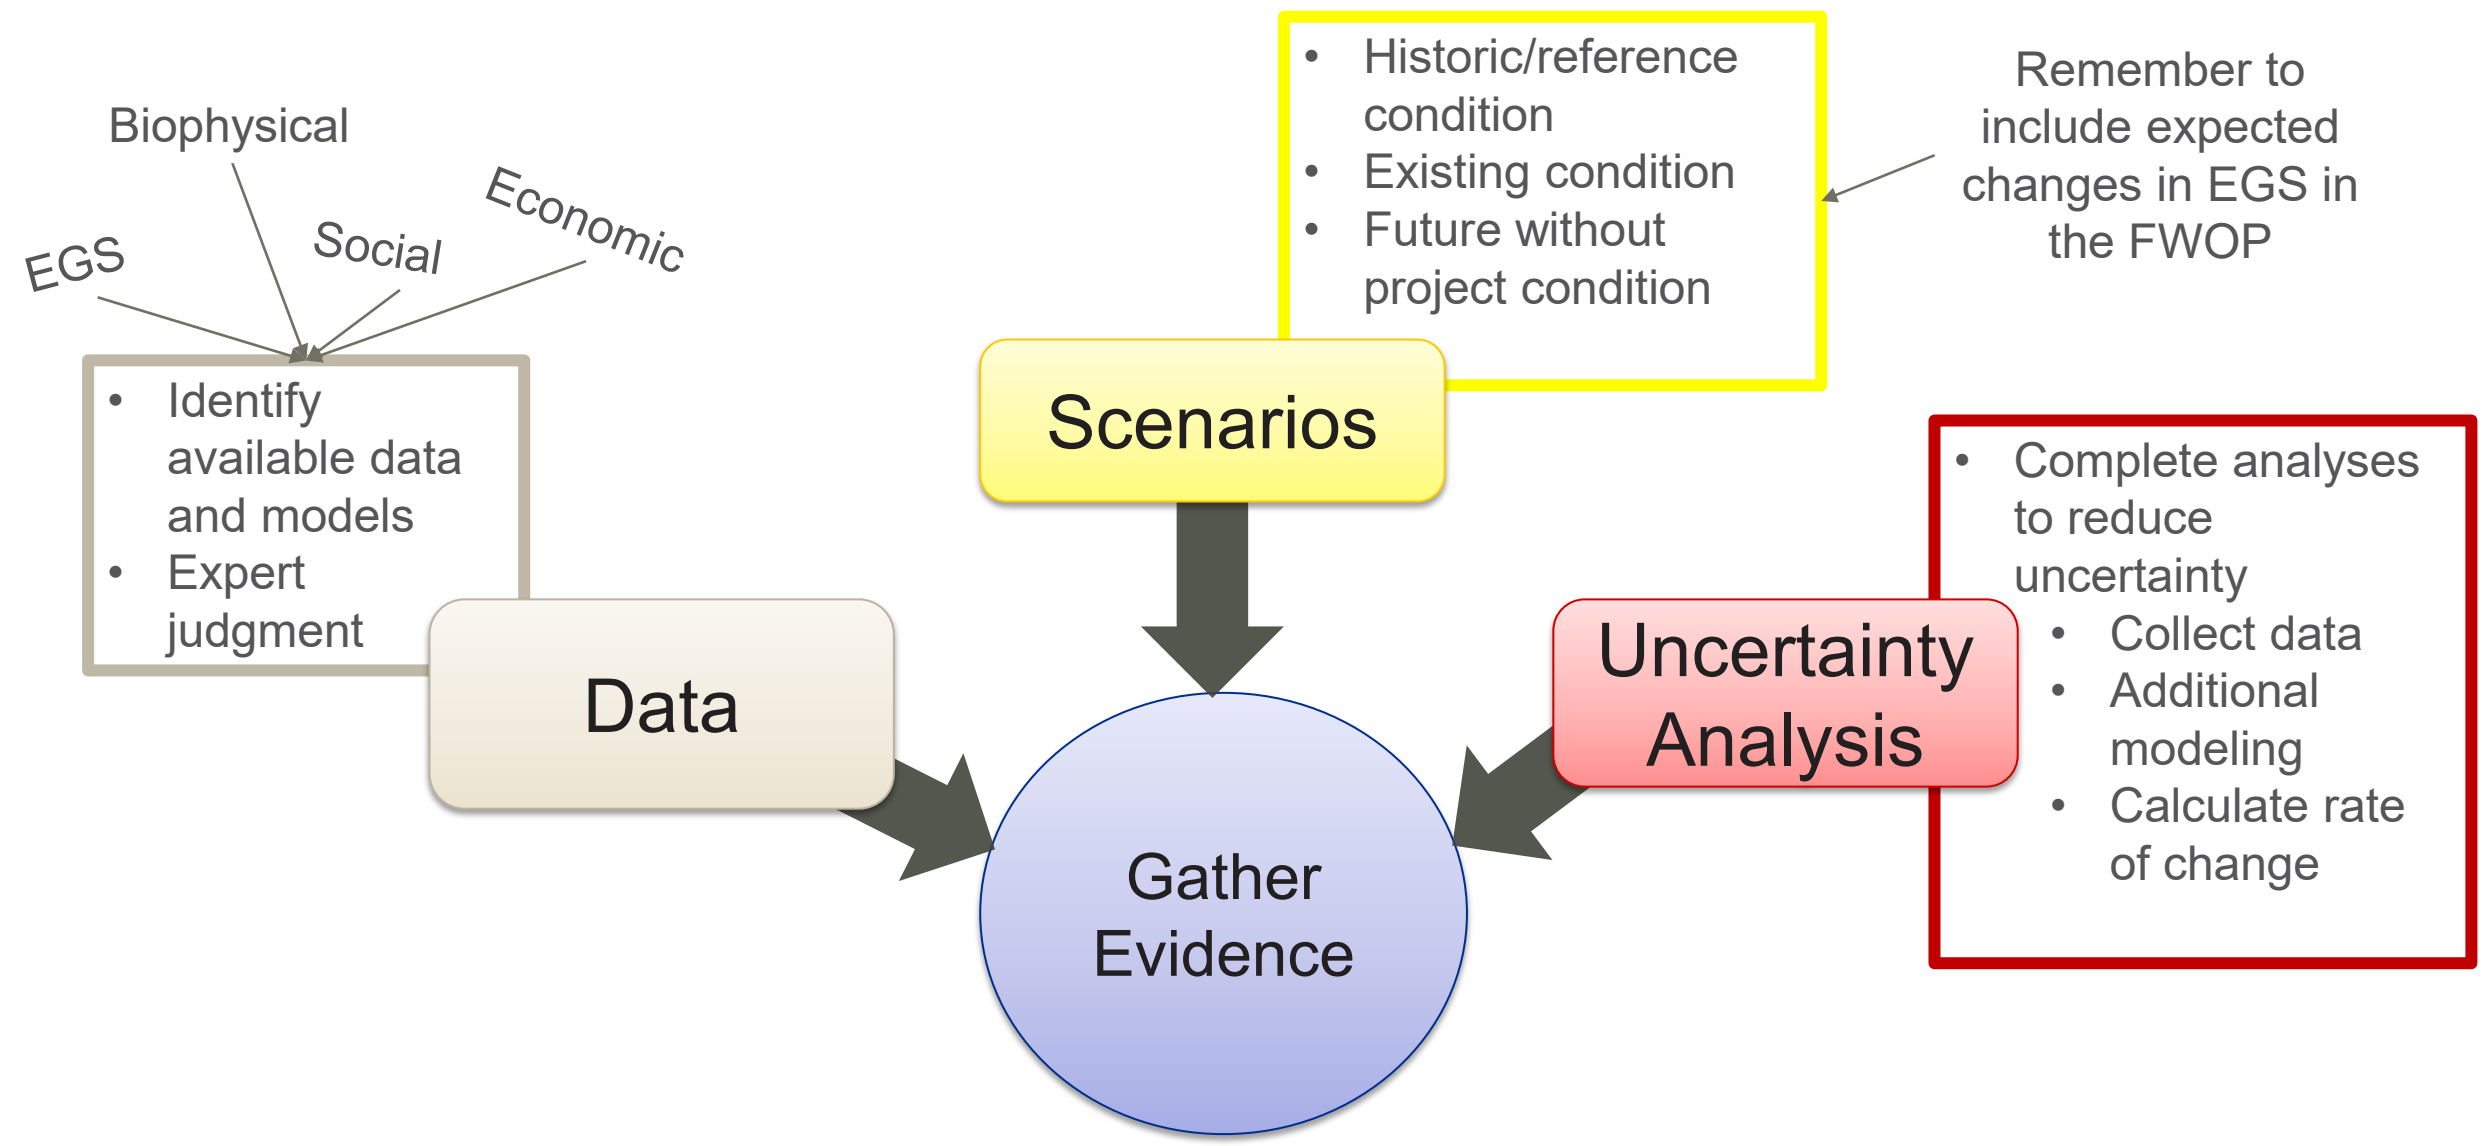 Biophysical
EGS
Social
Economic
• Identify
available data
and models
• Expert
judgment
Data
• Historic/reference
condition
• Existing condition
• Future without
project condition
Scenarios
Remember to
include expected
changes in EGS in
the FWOP
• Complete analyses
to reduce
uncertainty
• Collect data
• Additional
modeling
• Calculate rate
of change
Uncertainty
Analysis
Gather
Evidence